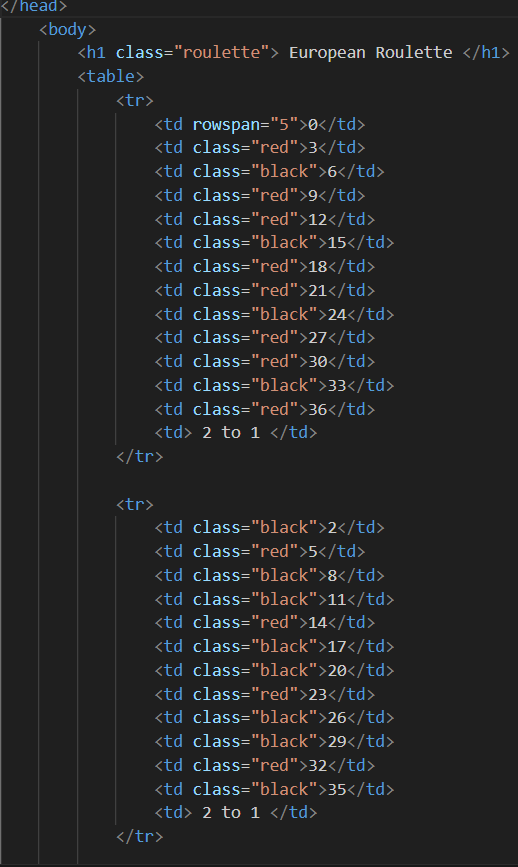 </head>
<body>
<h1 class="roulette"> European Roulette </h1>
<table>
<tr>
<td rowspan="5">0</td>
<td class="red">3</td>
<td class="black">6</td>
<td class="red">9</td>
<td class="red">12</td>
<td class="black">15</td>
<td class="red">18</td>
<td class="red">21</td>
<td class="black">24</td>
<td class="red">27</td>
<td class="red">30</td>
<td class="black">33</td>
<td class="red">36</td>
<td> 2 to 1 </td>
</tr>
<tr>
<td class="black">2</td>
<td class="red">5</td>
<td class="black">8</td>
<td class="black">11</td>
<td class="red">14</td>
<td class="black">17</td>
<td class="black">20</td>
<td class="red">23</td>
<td class="black">26</td>
<td class="black">29</td>
<td class="red">32</td>
<td class="black">35</td>
<td> 2 to 1 </td>
</tr>